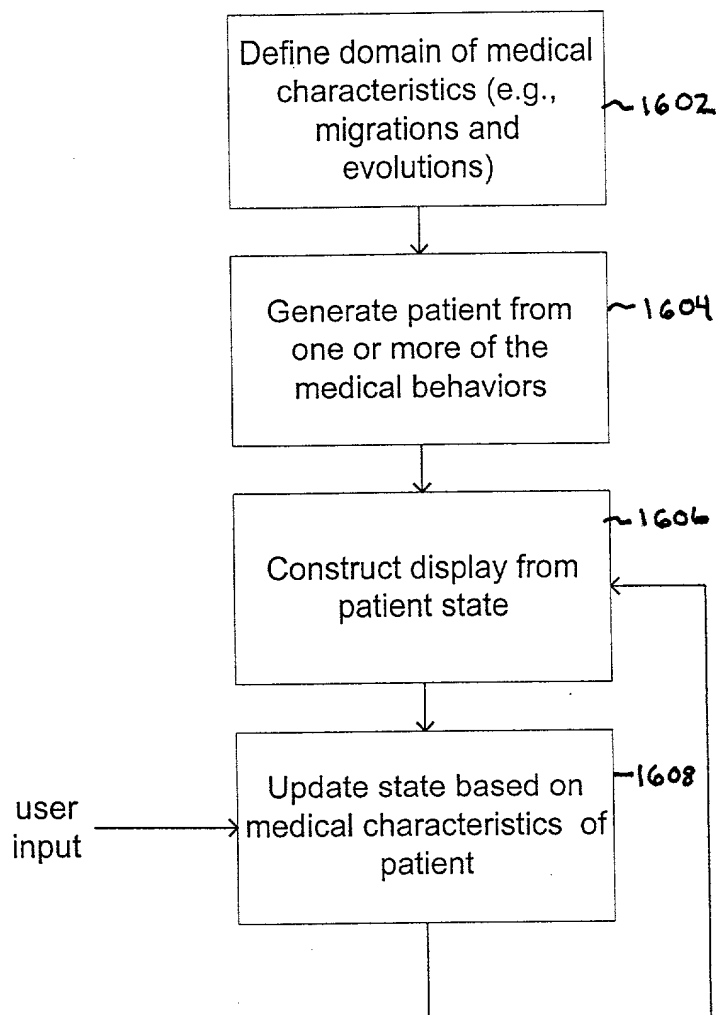 Define domain of medical
characteristics (e.g.,
migrations and
evolutions)
~1602
Generate patient from
one or more of the
medical behaviors
~1604
Construct display from
patient state
~1606
Update state based on
medical characteristics of
patient
1608
user
input